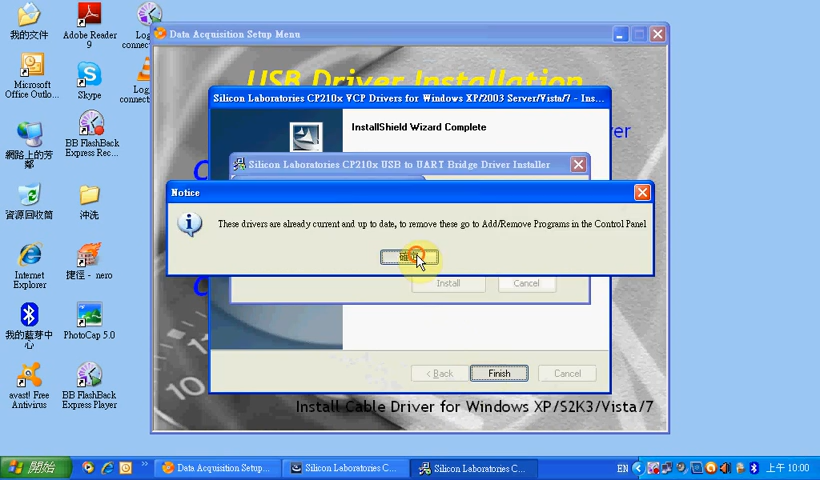 我的文件
Adobe Reader
9
Log
connec
Microsoft
Office Outlo...
Skype
Log
connect
網路上的芳
鄰
BB FlashBack
Express Rec...
資源回收筒
沖洗
Internet
Explorer
捷徑 - nero
我的藍芽中
心
PhotoCap 5.0
avast! Free
Antivirus
BB FlashBack
Express Player
Data Acquisition Setup Menu
USB Driver Installation
Silicon Laboratories CP210x VCP Drivers for Windows XP/2003 Server/Vista/7 - Ins...
InstallShield Wizard Complete
Silicon Laboratories CP210x USB to UART Bridge Driver Installer
Notice
These drivers are already current and up to date, to remove these go to Add/Remove Programs in the Control Panel
Install
Cancel
< Back
Finish
Cancel
Install Cable Driver for Windows XP/S2K3/Vista/7
開始
Data Acquisition Setup...
Silicon Laboratories C...
Silicon Laboratories C...
EN
上午 10:00